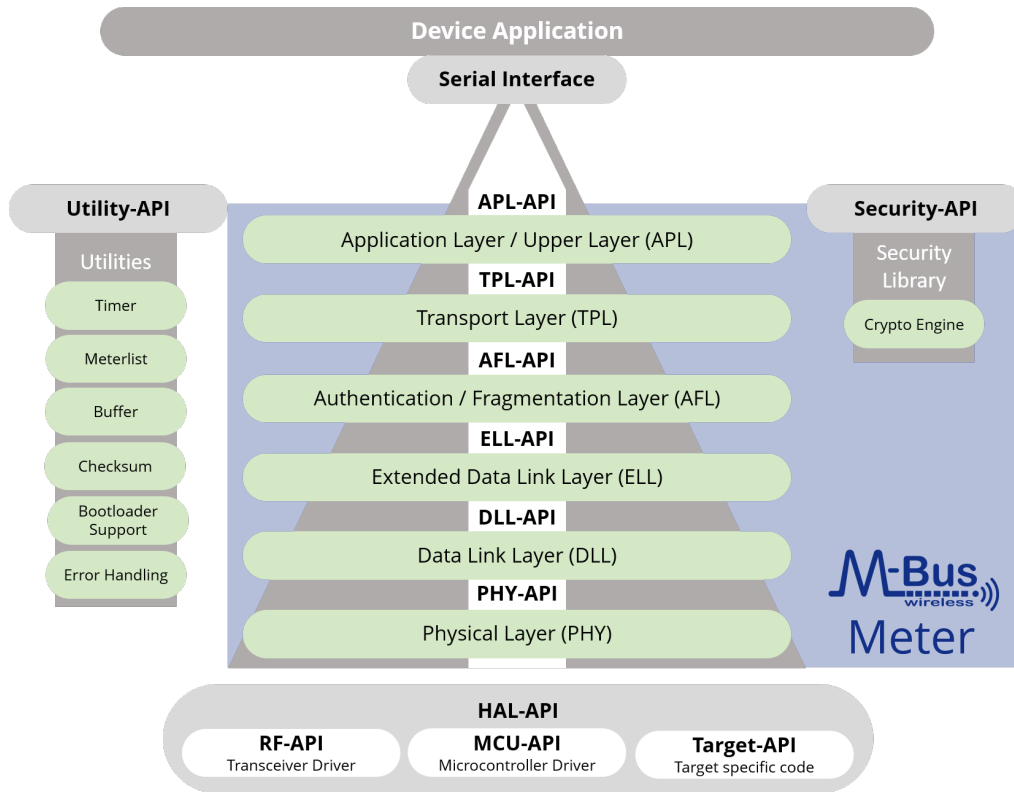 Device Application
Serial Interface
Utility-API
Utilities
Timer
Meterlist
Buffer
Checksum
Bootloader
Support
Error Handling
APL-API
Application Layer / Upper Layer (APL)
TPL-API
Transport Layer (TPL)
AFL-API
Authentication / Fragmentation Layer (AFL)
ELL-API
Extended Data Link Layer (ELL)
DLL-API
Data Link Layer (DLL)
PHY-API
Physical Layer (PHY)
Security-API
Security
Library
Crypto Engine
M-Bus
wireless
Meter
HAL-API
RF-API
Transceiver Driver
MCU-API
Microcontroller Driver
Target-API
Target specific code